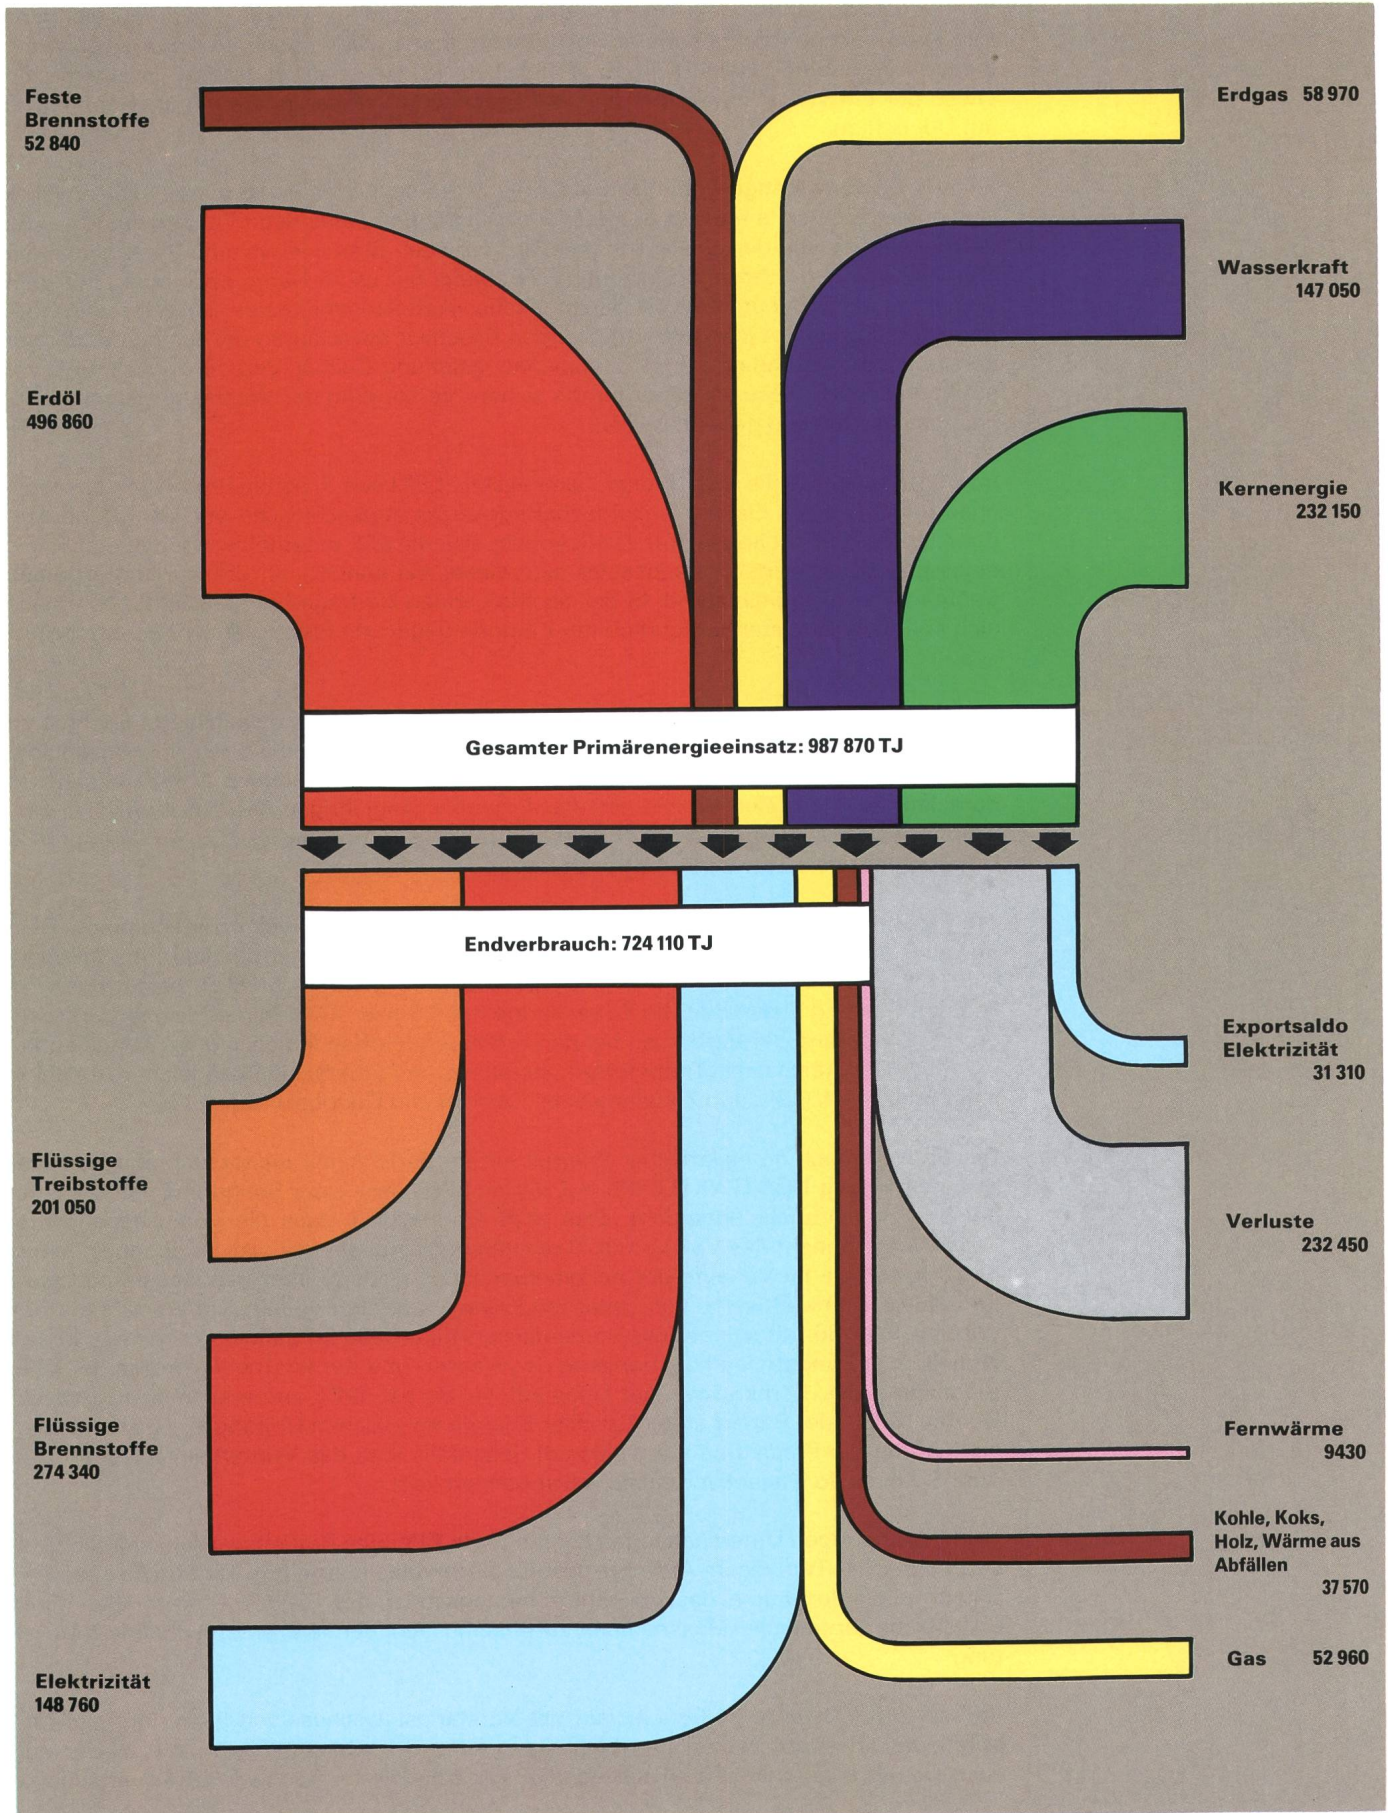 Feste
Brennstoffe
52 840
Erdgas 58 970
Wasserkraft
147 050
Erdöl
496 860
Kernenergie
232 150
Gesamter Primärenergieeinsatz: 987 870 TJ
Endverbrauch: 724 110 TJ
Exportsaldo
Elektrizität
31 310
Flüssige
Treibstoffe
201 050
Verluste
232 450
Flüssige
Brennstoffe
274 340
Fernwärme
9430
Kohle, Koks,
Holz, Wärme aus
Abfällen
37 570
Gas 52 960
Elektrizität
148 760